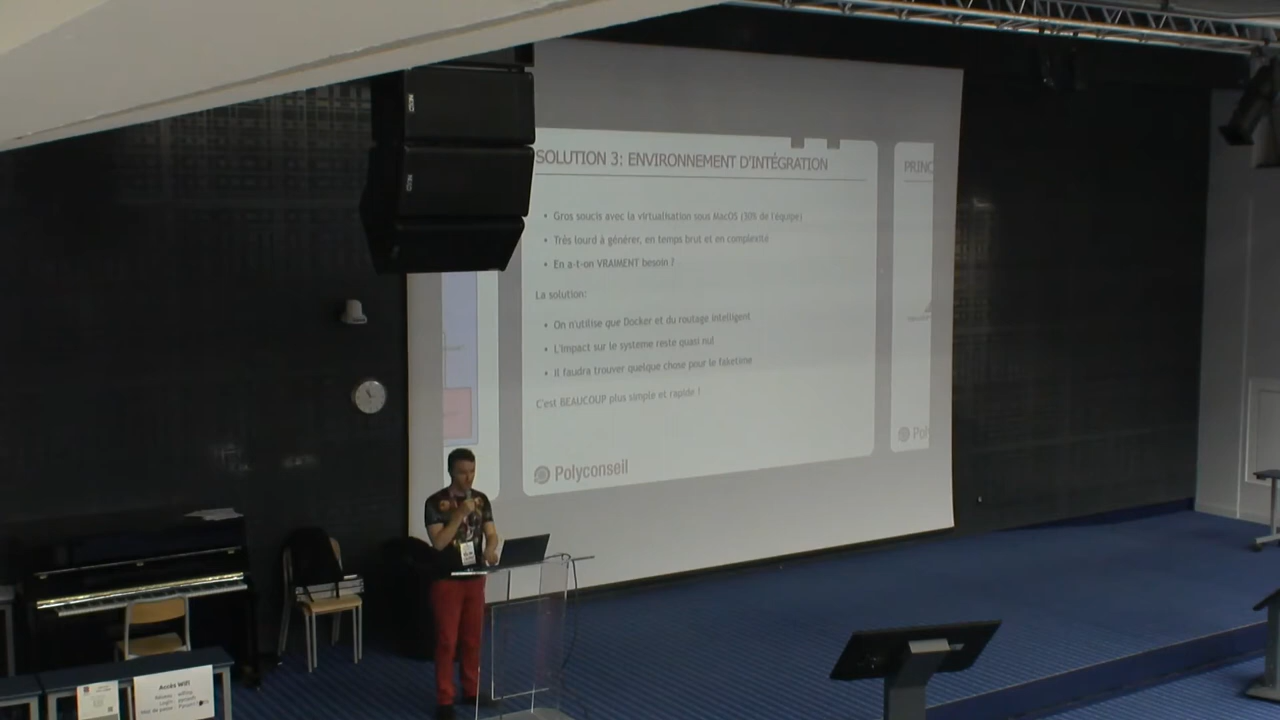 SOLUTION 3: ENVIRONNEMENT D'INTÉGRATION
PRINC
• Gros soucis avec la virtualisation sous MacOS (30% de l'équipe)
• Très lourd à générer, en temps brut et en complexité
• En a-t-on VRAIMENT besoin ?
La solution:
• On n'utilise que Docker et du routage intelligent
• L'impact sur le systeme reste quasi nul
• Il faudra trouver quelque chose pour le faketime
C'est BEAUCOUP plus simple et rapide !
Polyconseil
Pol
Accès Wifi